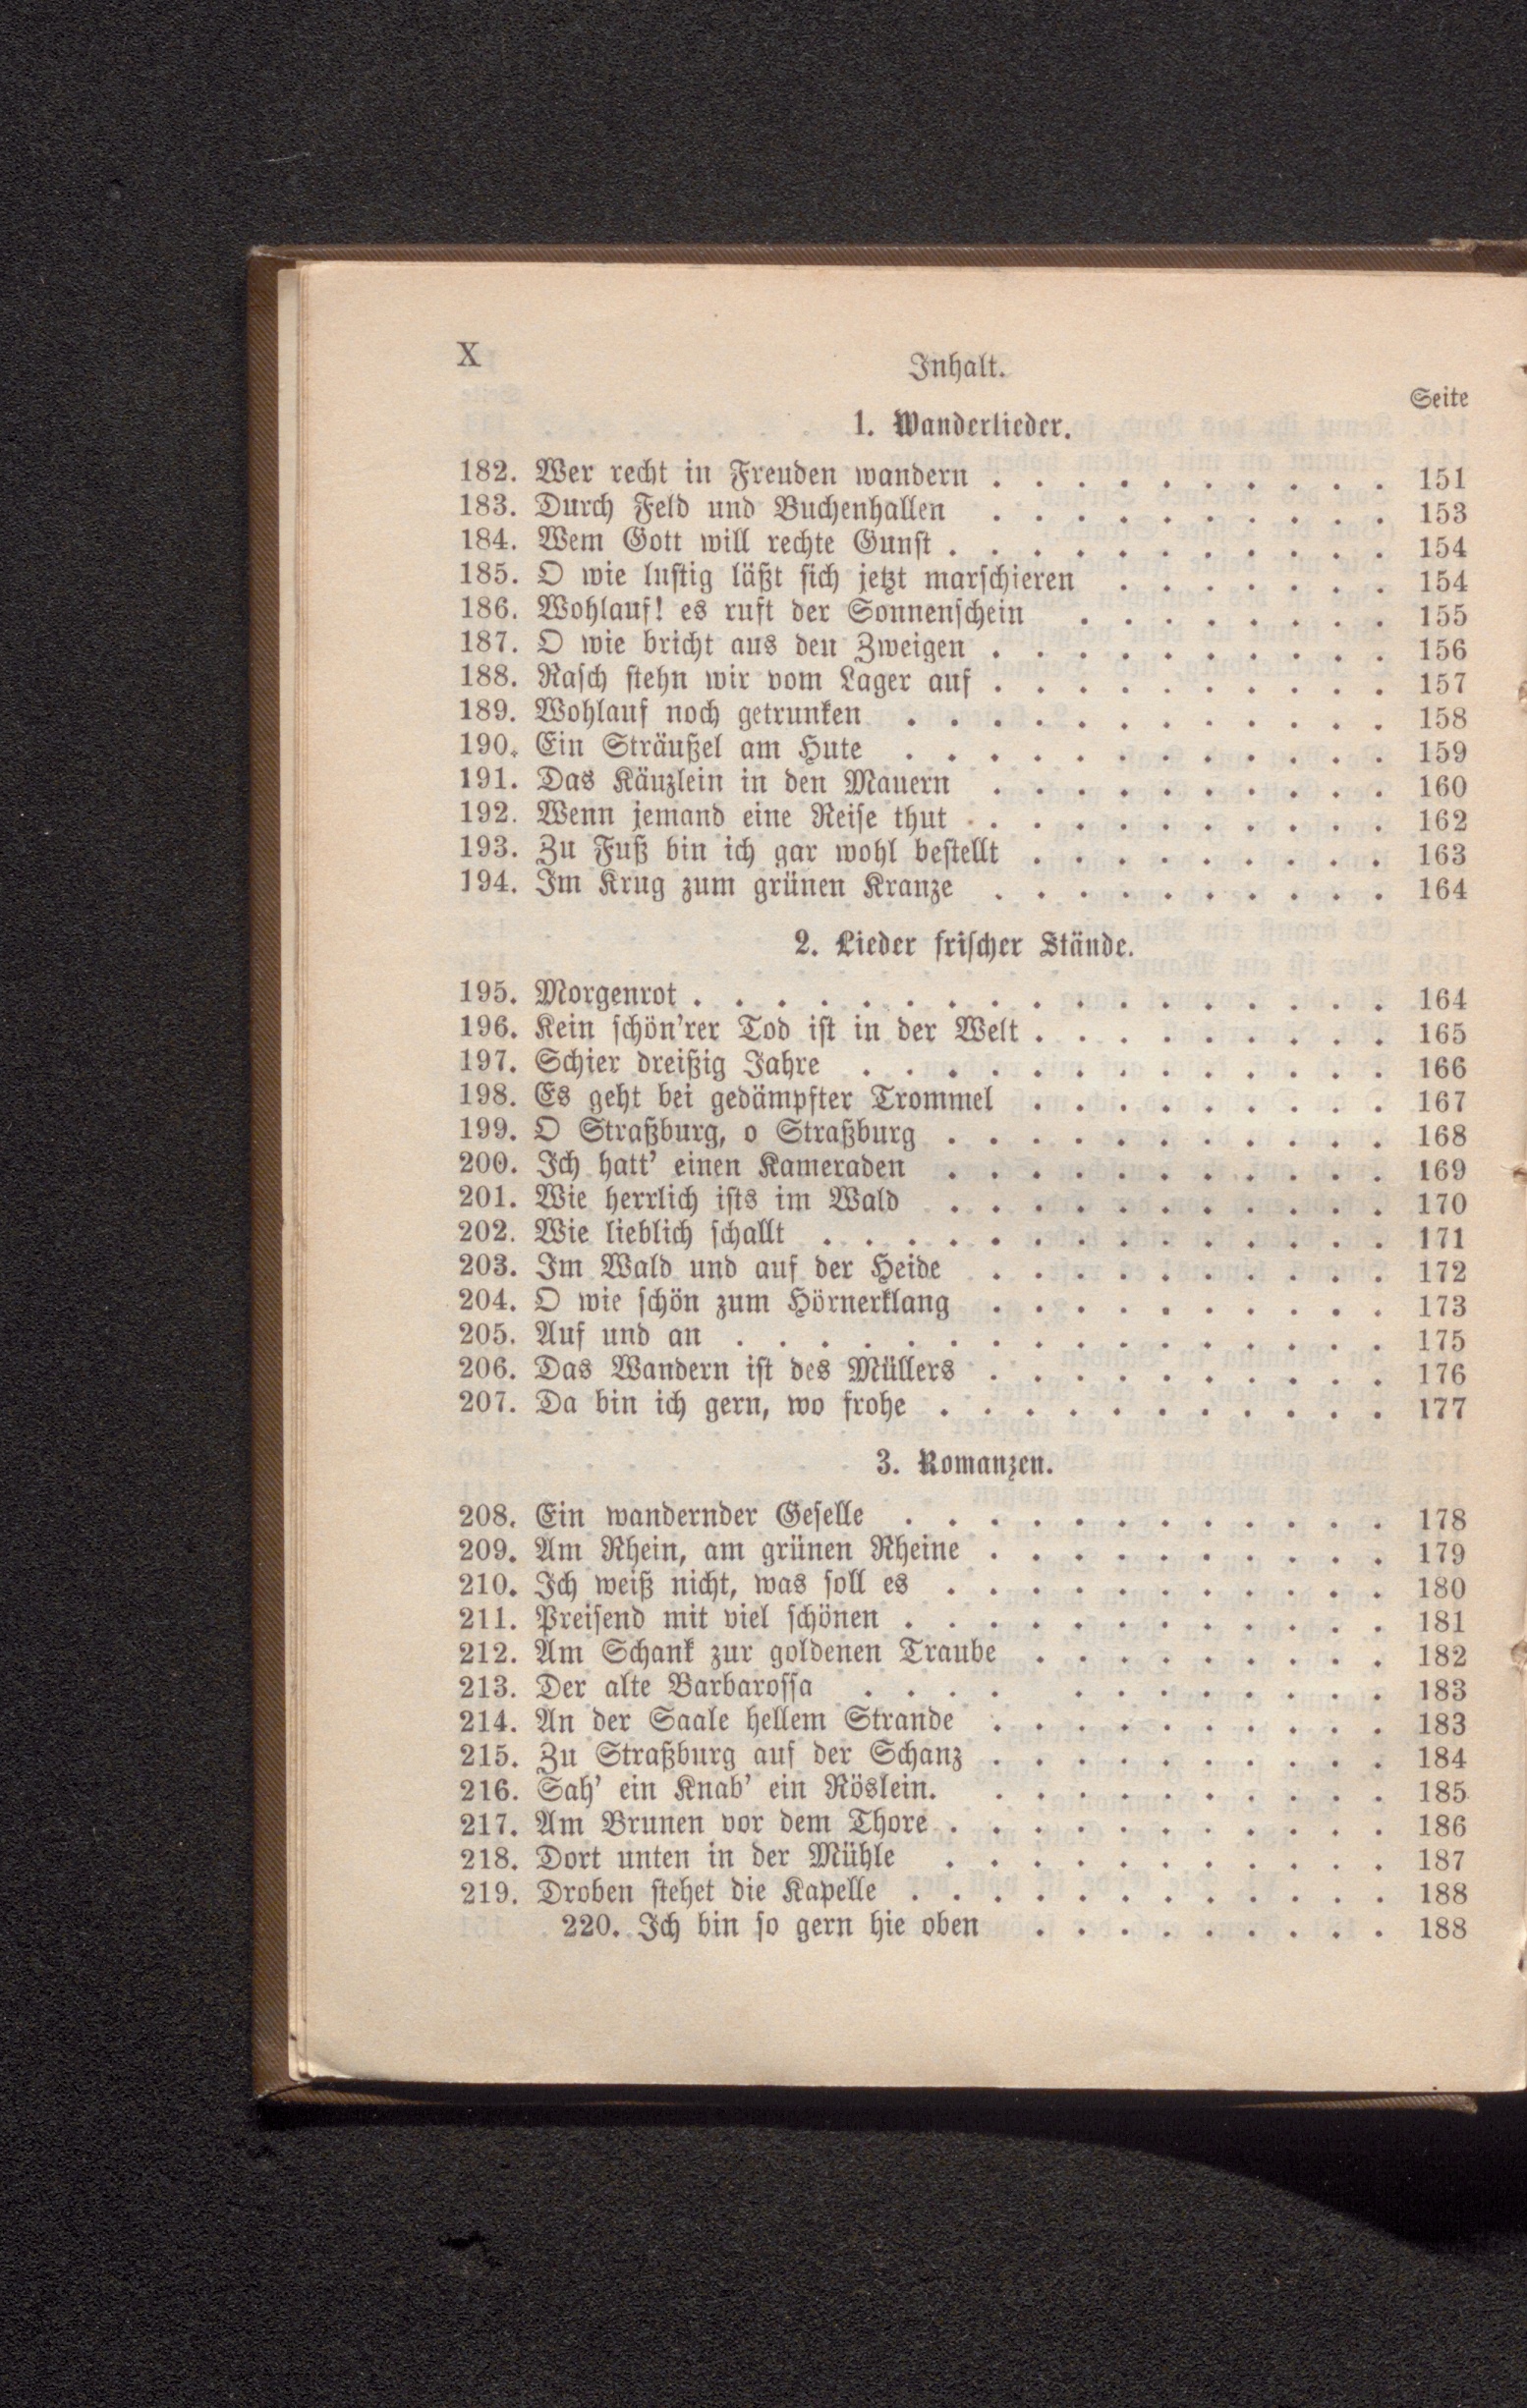 X
Inhalt.
Seite
1. Wanderlieder.
182. Wer recht in Freuden wandern . . . . . . . . . . 151
183. Durch Feld und Buchenhallen . . . . . . . . . . 153
184. Wem Gott will rechte Gunst . . . . . . . . . . . 154
185. O wie lustig läßt sich jetzt marschieren . . . . . . . 154
186. Wohlauf! es ruft der Sonnenschein . . . . . . . . 155
187. O wie bricht aus den Zweigen . . . . . . . . . . 156
188. Rasch stehn wir vom Lager auf . . . . . . . . . . 157
189. Wohlauf noch getrunken . . . . . . . . . . . . 158
190. Ein Sträußel am Hute . . . . . . . . . . . . 159
191. Das Käuzlein in den Mauern . . . . . . . . . . 160
192. Wenn jemand eine Reise thut . . . . . . . . . . 162
193. Zu Fuß bin ich gar wohl bestellt . . . . . . . . . 163
194. Im Krug zum grünen Kranze . . . . . . . . . . 164
2. Lieder frischer Stände.
195. Morgenrot . . . . . . . . . . . . . . . . . 164
196. Kein schön'rer Tod ist in der Welt . . . . . . . . . 165
197. Schier dreißig Jahre . . . . . . . . . . . . . 166
198. Es geht bei gedämpfter Trommel . . . . . . . . . 167
199. O Straßburg, o Straßburg . . . . . . . . . . . 168
200. Ich hatt' einen Kameraden . . . . . . . . . . . 169
201. Wie herrlich ists im Wald . . . . . . . . . . . 170
202. Wie lieblich schallt . . . . . . . . . . . . . . 171
203. Im Wald und auf der Heide . . . . . . . . . . 172
204. O wie schön zum Hörnerklang . . . . . . . . . . 173
205. Auf und an . . . . . . . . . . . . . . . . 175
206. Das Wandern ist des Müllers . . . . . . . . . . 176
207. Da bin ich gern, wo frohe . . . . . . . . . . . 177
3. Romanzen.
208. Ein wandernder Geselle . . . . . . . . . . . . 178
209. Am Rhein, am grünen Rheine . . . . . . . . . . 179
210. Ich weiß nicht, was soll es . . . . . . . . . . . 180
211. Preisend mit viel schönen . . . . . . . . . . . . 181
212. Am Schank zur goldenen Traube . . . . . . . . . 182
213. Der alte Barbarossa . . . . . . . . . . . . 183
214. An der Saale hellem Strande . . . . . . . . . . 183
215. Zu Straßburg auf der Schanz . . . . . . . . . . 184
216. Sah' ein Knab' ein Röslein. . . . . . . . . . . 185
217. Am Brunen vor dem Thore . . . . . . . . . . . 186
218. Dort unten in der Mühle . . . . . . . . . . . 187
219. Droben stehet die Kapelle . . . . . . . . . . . . 188
220. Ich bin so gern hie oben . . . . . . . . . 188